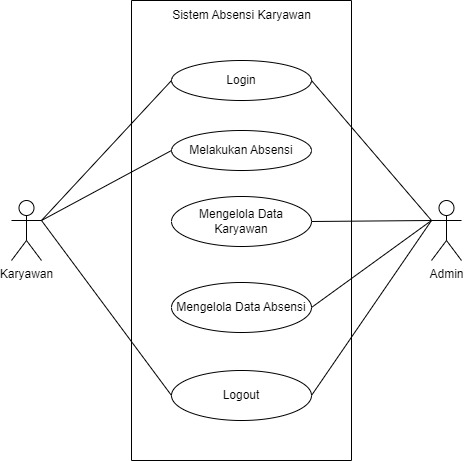 Sistem Absensi Karyawan
Login
Melakukan Absensi
Mengelola Data
Karyawan
Karyawan
Admin
Mengelola Data Absensi
Logout